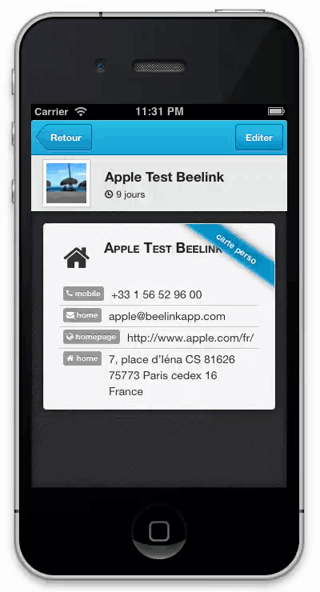 Carrier 11:31 PM
Retour Editer
Apple Test Beelink
9 jours
carte perso
APPLE TEST BEELINK
mobile +33 1 56 52 96 00
home apple@beelinkapp.com
homepage http://www.apple.com/fr/
home 7, place d'Iéna CS 81626
75773 Paris cedex 16
France